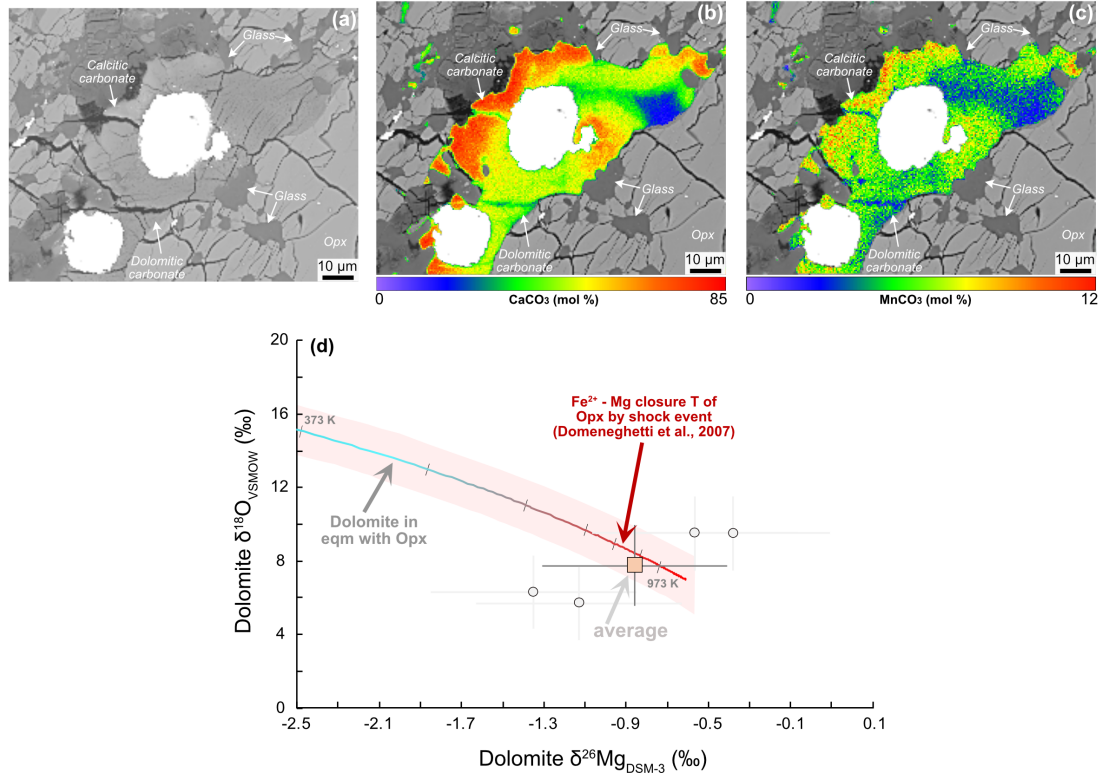 (a)
Glass
Calcitic
carbonate
Glass
Dolomitic
carbonate
Opx
10 μm
(b)
Glass
Calcitic
carbonate
Glass
Dolomitic
carbonate
Opx
10 μm
0
CaCO₃ (mol %)
85
(c)
Glass
Calcitic
carbonate
Glass
Dolomitic
carbonate
Opx
10 μm
0
MnCO₃ (mol %)
12
(d)
20
16
12
8
4
0
Dolomite δ¹⁸O_VSMOW (‰)
373 K
Fe²⁺ - Mg closure T of
Opx by shock event
(Domeneghetti et al., 2007)
Dolomite in
eqm with Opx
973 K
average
-2.5
-2.1
-1.7
-1.3
-0.9
-0.5
-0.1
0.1
Dolomite δ²⁶Mg_DSM-3 (‰)